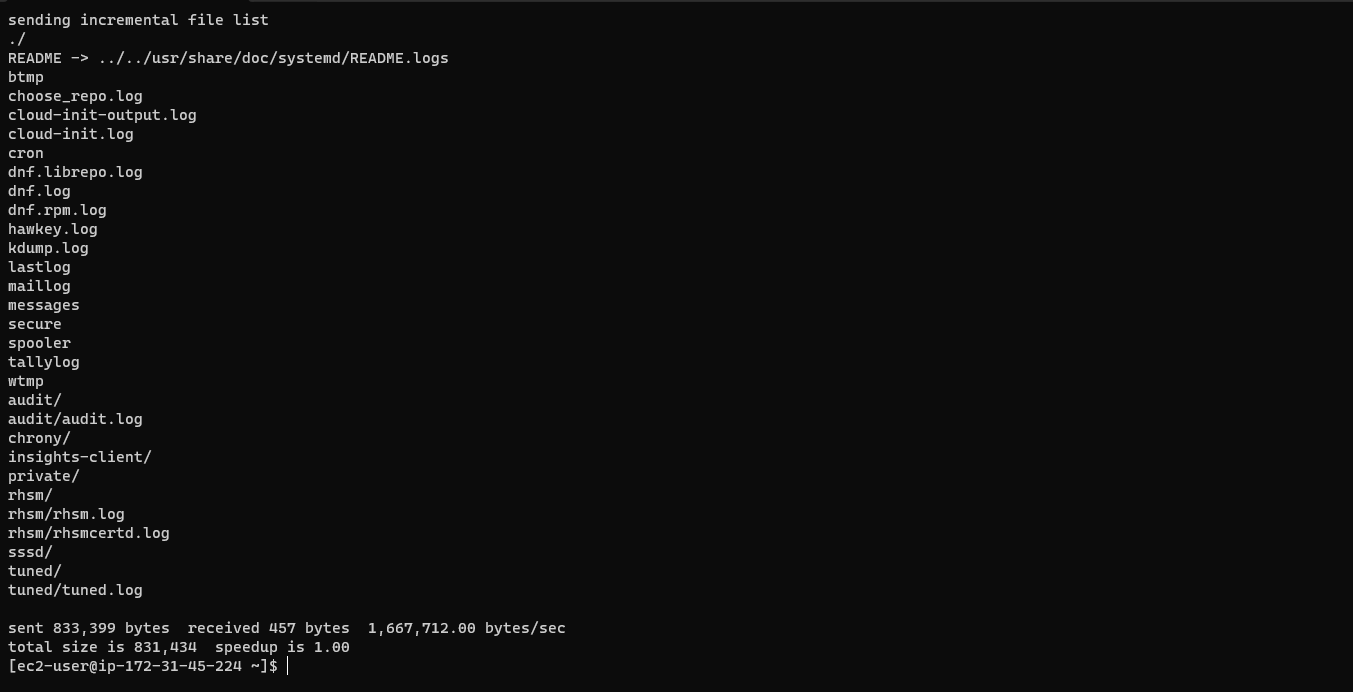 sending incremental file list
./
README -> ../../usr/share/doc/systemd/README.logs
btmp
choose_repo.log
cloud-init-output.log
cloud-init.log
cron
dnf.librepo.log
dnf.log
dnf.rpm.log
hawkey.log
kdump.log
lastlog
maillog
messages
secure
spooler
tallylog
wtmp
audit/
audit/audit.log
chrony/
insights-client/
private/
rhsm/
rhsm/rhsm.log
rhsm/rhsmcertd.log
sssd/
tuned/
tuned/tuned.log

sent 833,399 bytes  received 457 bytes  1,667,712.00 bytes/sec
total size is 831,434  speedup is 1.00
[ec2-user@ip-172-31-45-224 ~]$